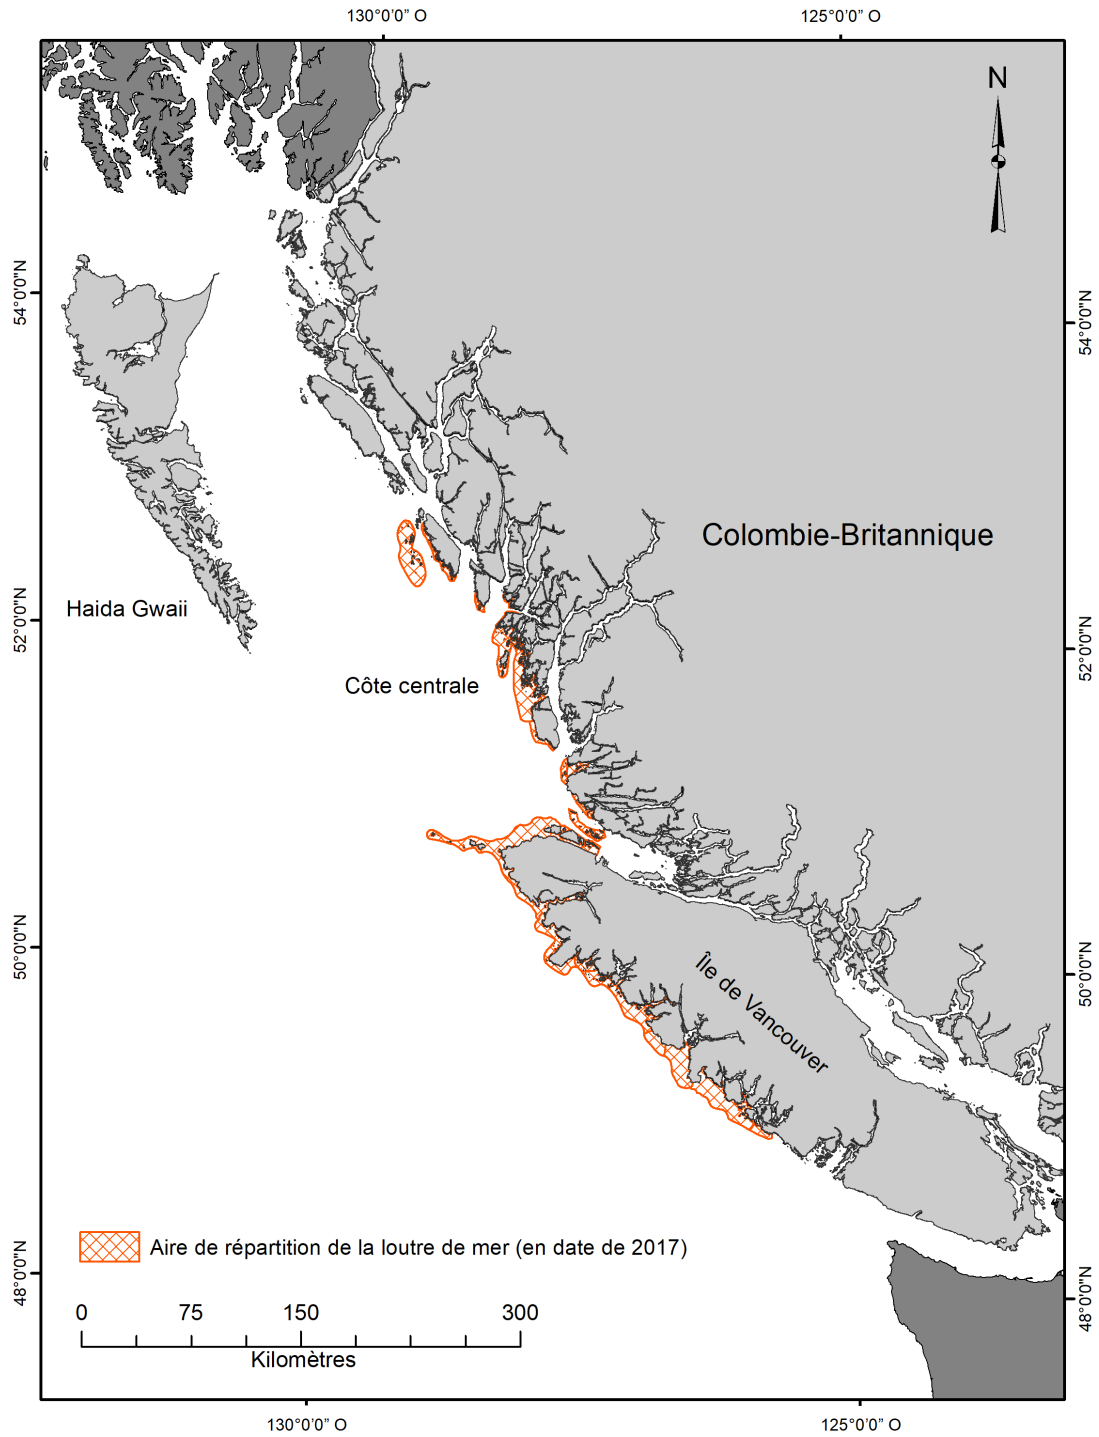 130°0'0" O
125°0'0" O
N
54°0'0"N
54°0'0"N
Colombie-Britannique
Haida Gwaii
52°0'0"N
52°0'0"N
Côte centrale
50°0'0"N
50°0'0"N
Île de Vancouver
Aire de répartition de la loutre de mer (en date de 2017)
48°0'0"N
48°0'0"N
0 75 150 300
Kilomètres
130°0'0" O
125°0'0" O